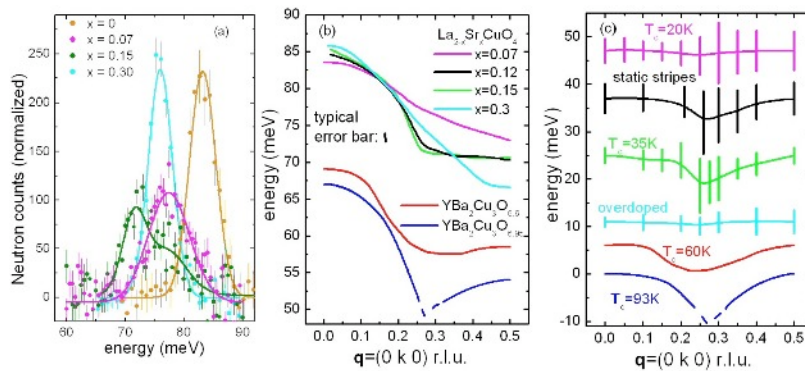 (a)
x = 0
x = 0.07
x = 0.15
x = 0.30
250
200
150
100
50
0
Neutron counts (normalized)
60
70
80
90
energy (meV)
(b)
La2-xSrxCuO4
x=0.07
x=0.12
x=0.15
x=0.3
typical
error bar:
YBa2Cu3O6.6
YBa2Cu3O6.95
90
85
80
75
70
65
60
55
50
energy (meV)
0.0
0.1
0.2
0.3
0.4
0.5
q=(0 k 0) r.l.u.
(c)
Tc=20K
static stripes
Tc=35K
overdoped
Tc=60K
Tc=93K
50
40
30
20
10
0
-10
energy (meV)
0.0
0.1
0.2
0.3
0.4
0.5
q=(0 k 0) r.l.u.